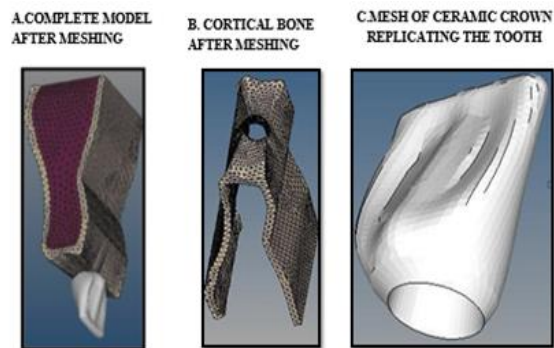 A.COMPLETE MODEL
AFTER MESHING
B. CORTICAL BONE
AFTER MESHING
C.MESH OF CERAMIC CROWN
REPLICATING THE TOOTH